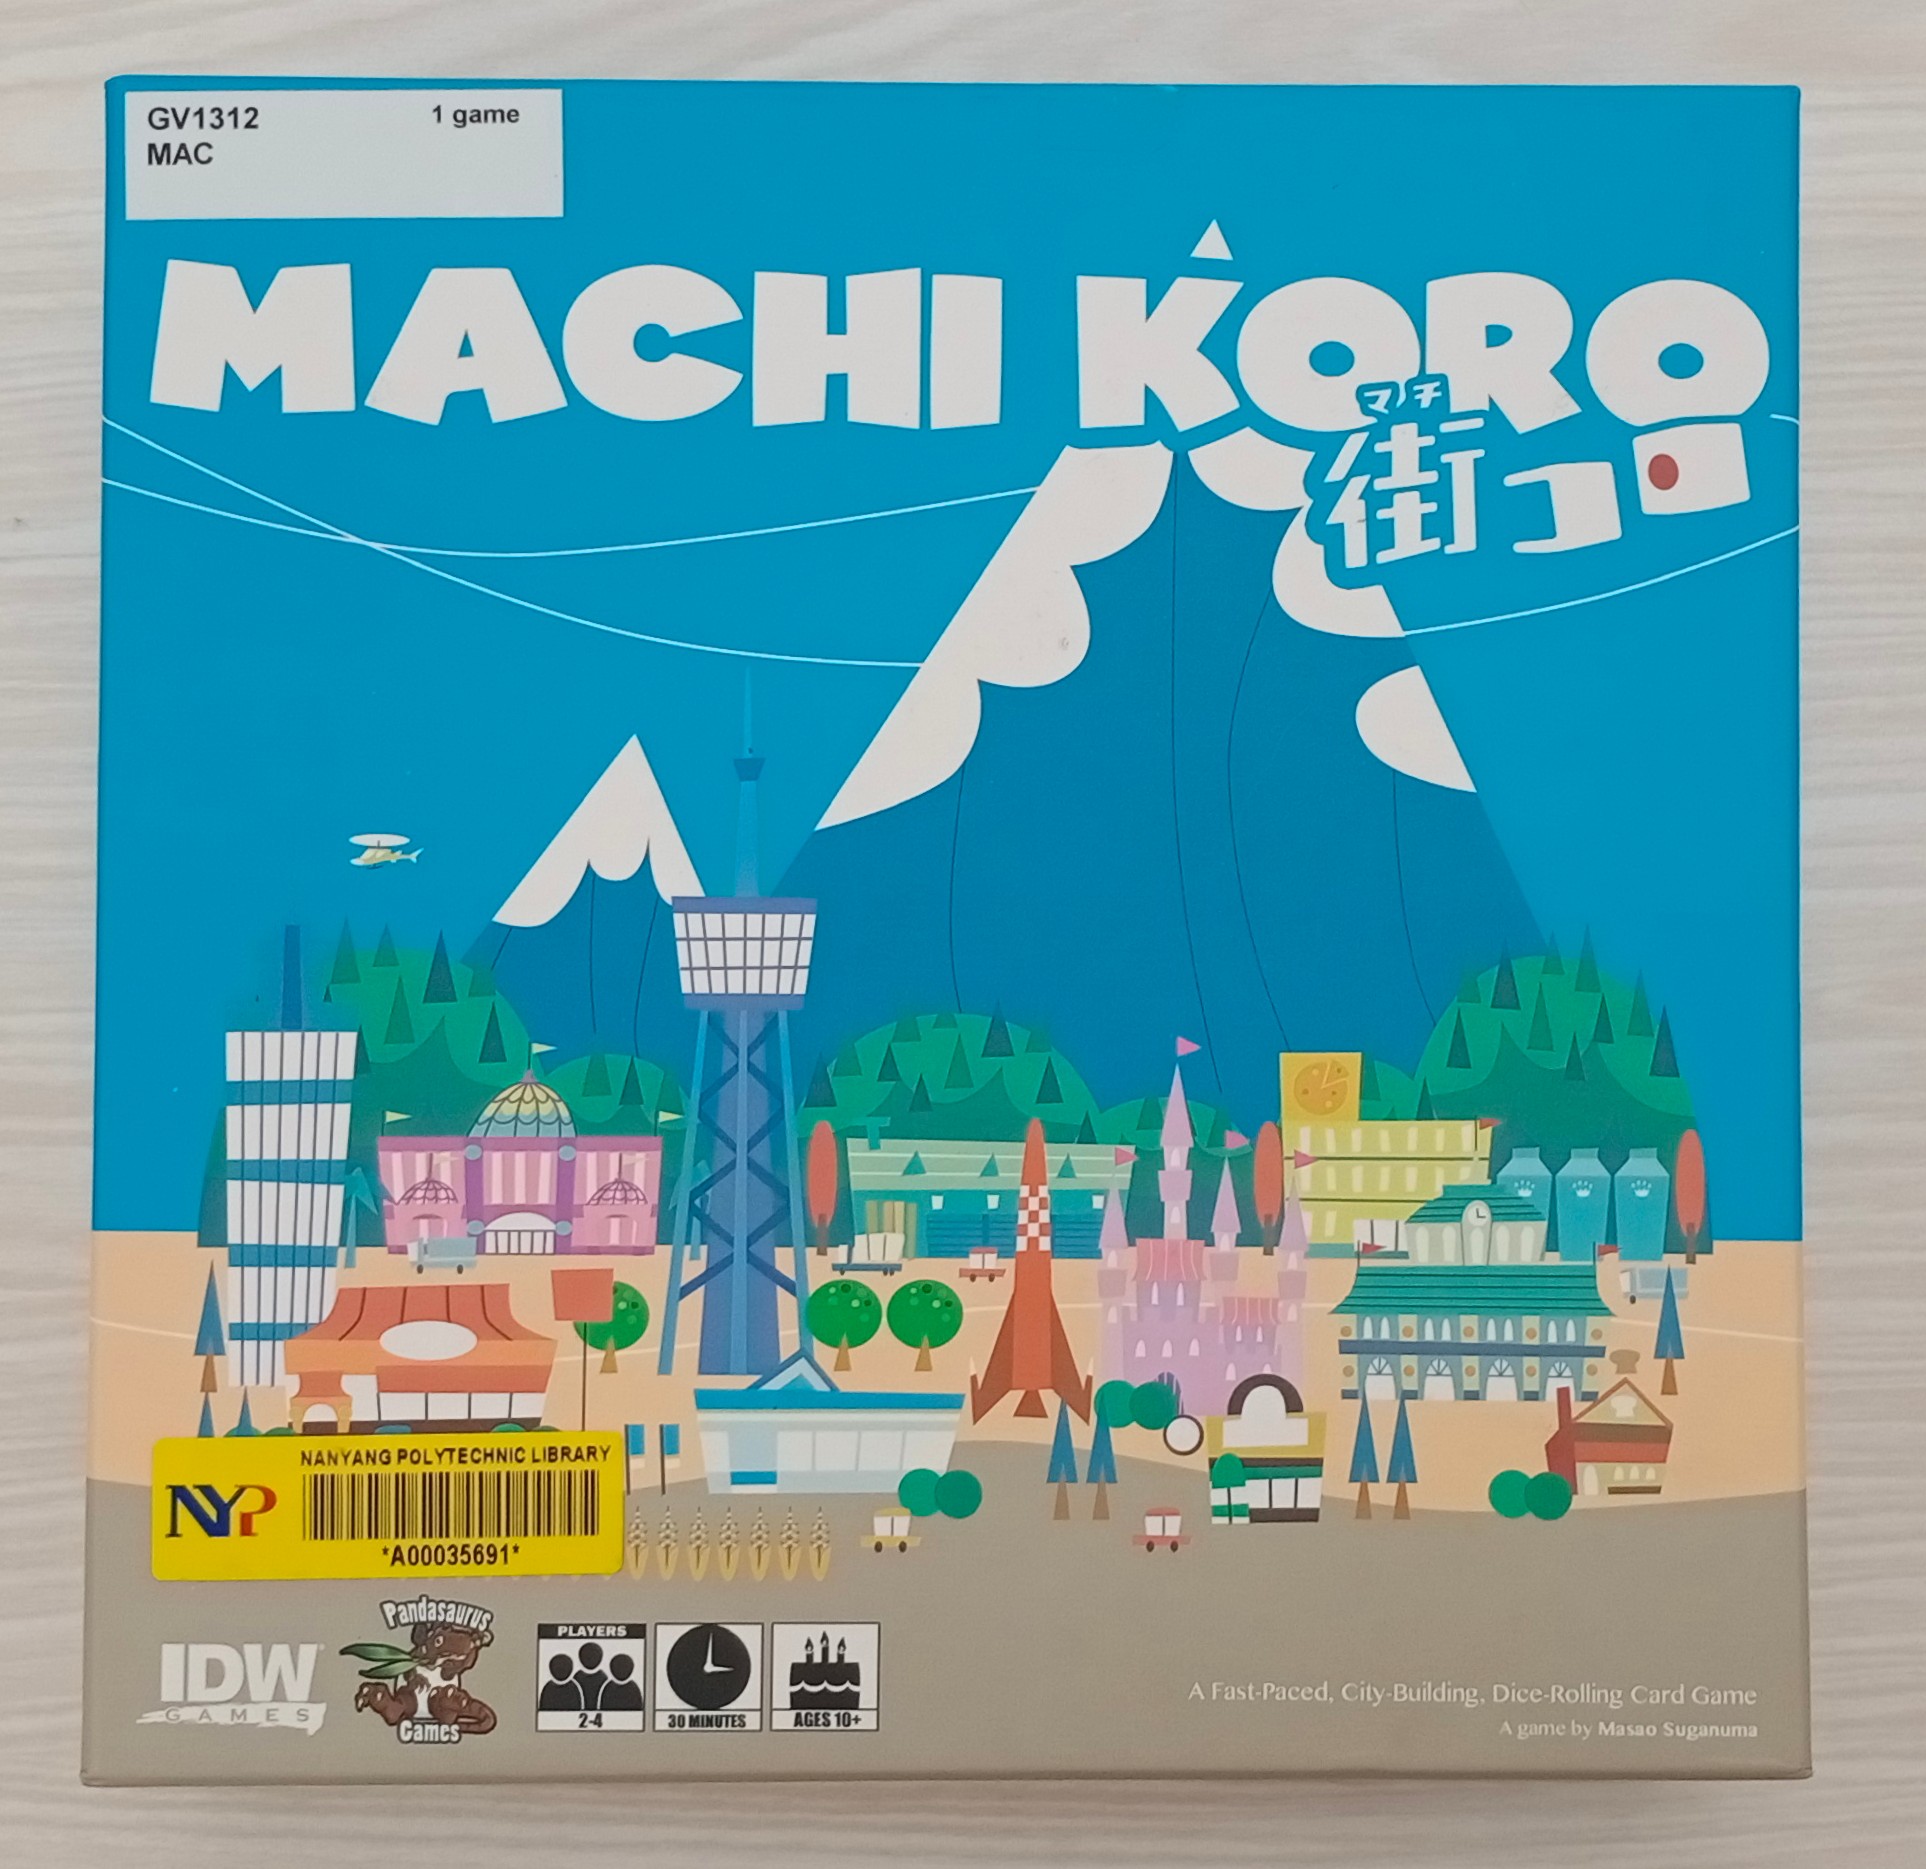 GV1312 1 game
MAC
MACHI KORO
マチ
街コロ
NANYANG POLYTECHNIC LIBRARY
NYP
*A00035691*
IDW
GAMES
Pandasaurus
Games
PLAYERS
2-4
30 MINUTES
AGES 10+
A Fast-Paced, City-Building, Dice-Rolling Card Game
A game by Masao Suganuma